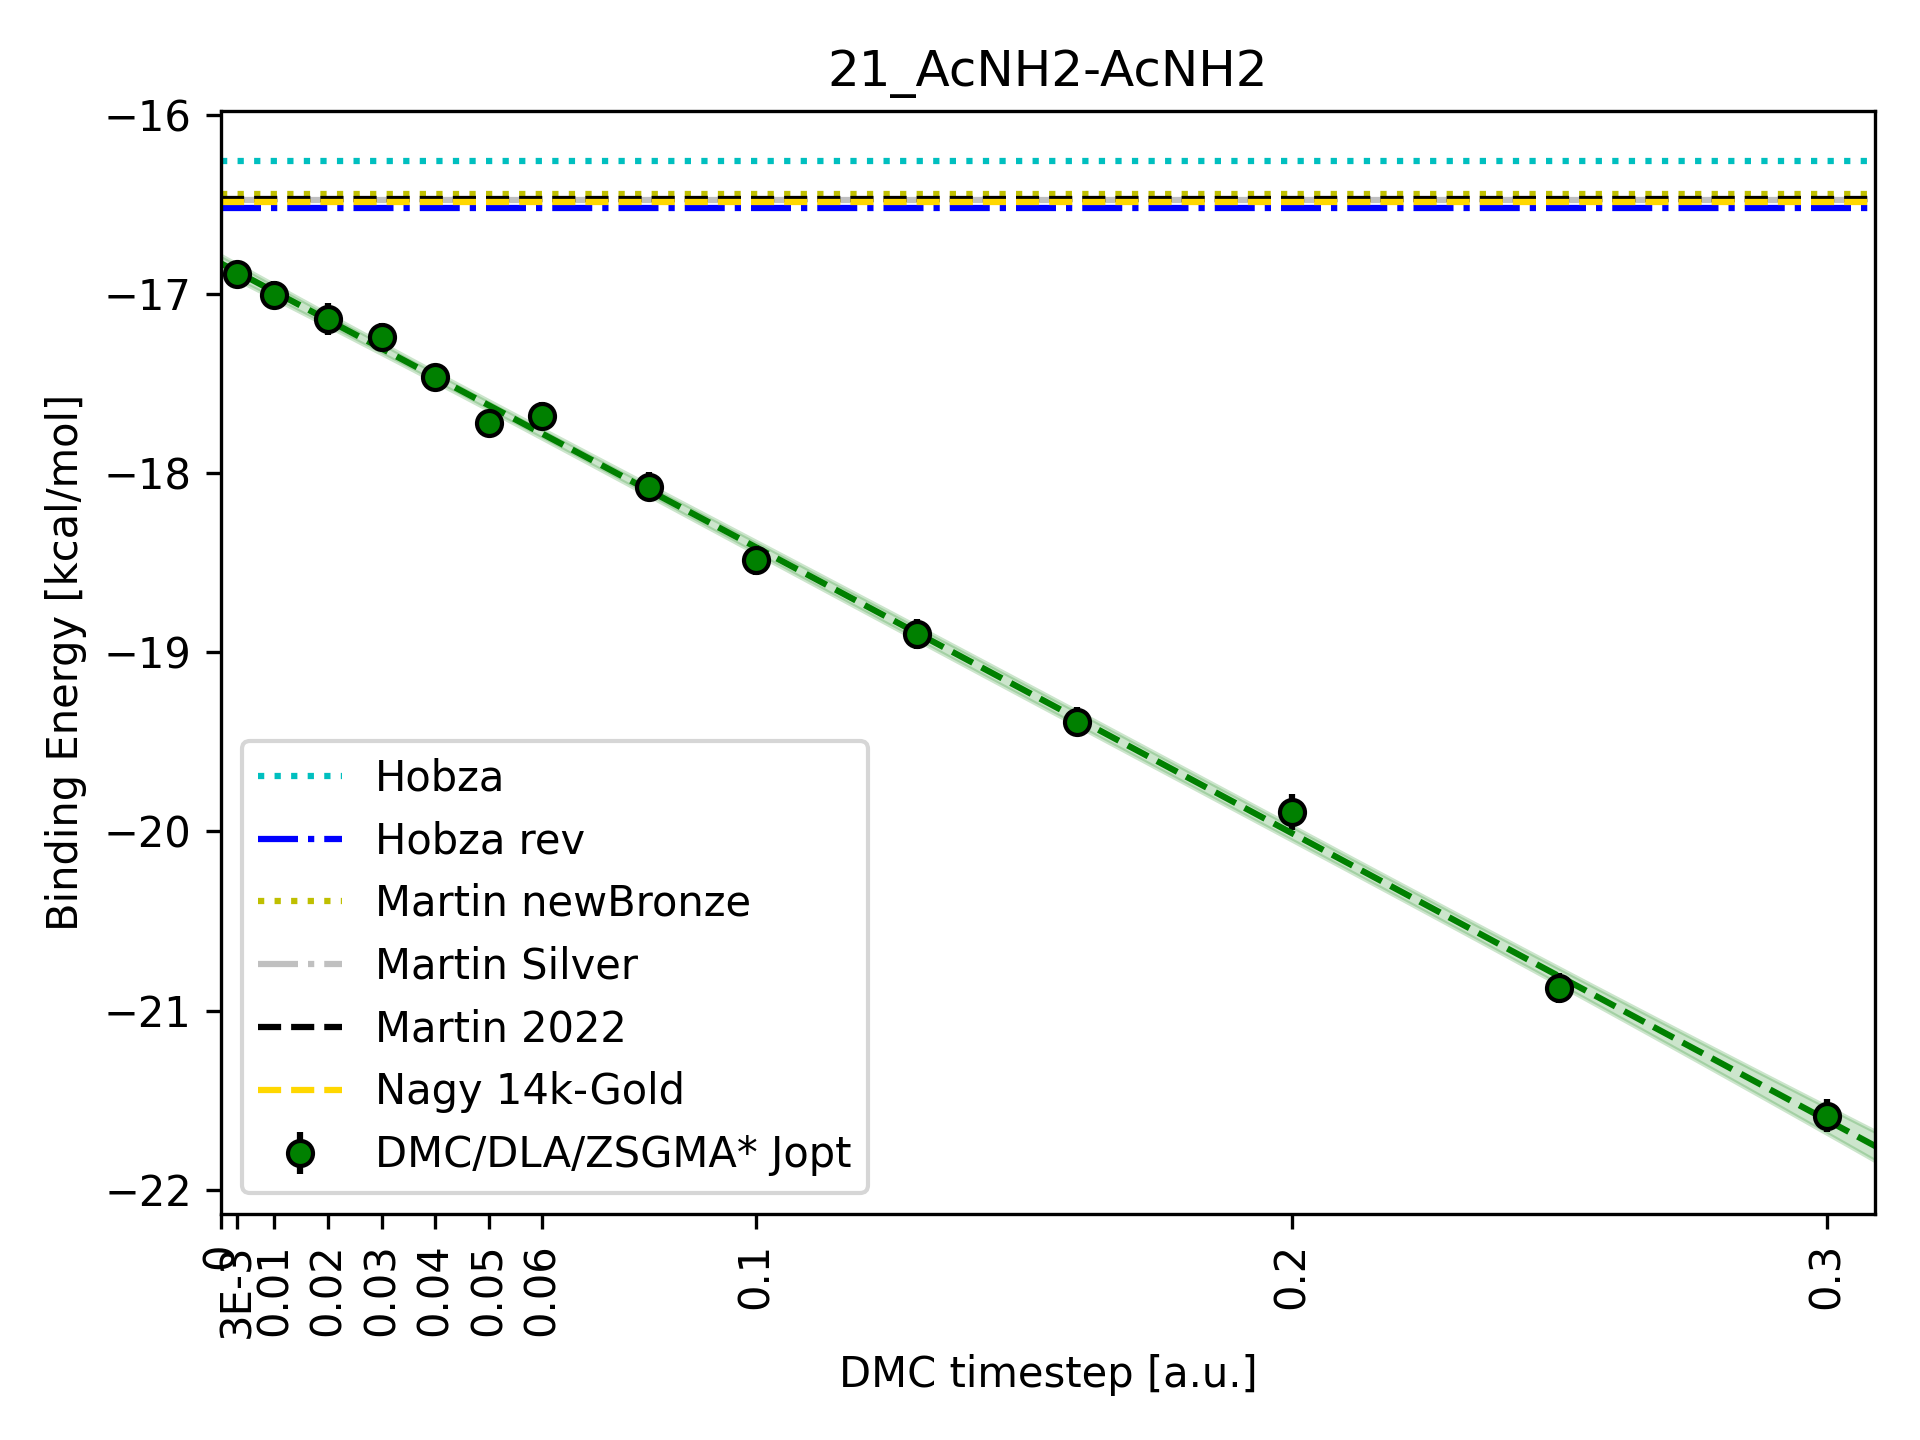 21_AcNH2-AcNH2
−16
−17
−18
−19
−20
−21
−22
Binding Energy [kcal/mol]
Hobza
Hobza rev
Martin newBronze
Martin Silver
Martin 2022
Nagy 14k-Gold
DMC/DLA/ZSGMA* Jopt
0
3E-3
0.01
0.02
0.03
0.04
0.05
0.06
0.1
0.2
0.3
DMC timestep [a.u.]